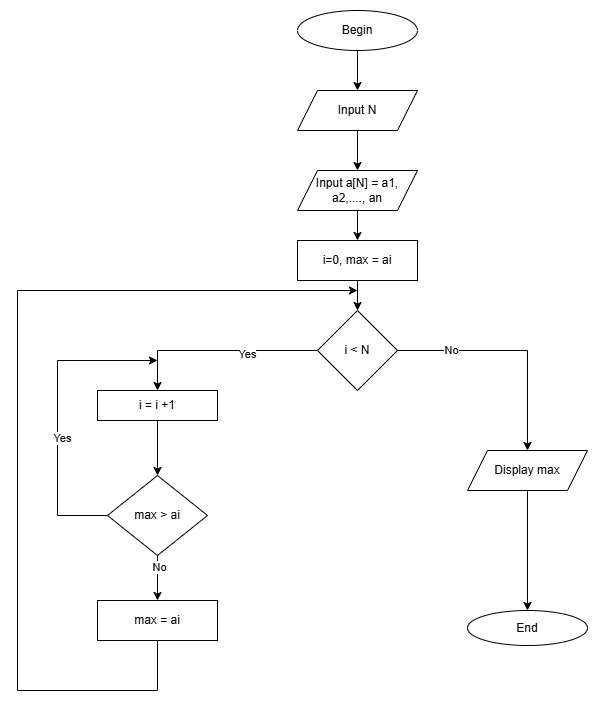 Begin
Input N
Input a[N] = a1,
a2,...., an
i=0, max = ai
i < N
Yes
No
i = i +1
Yes
Display max
max > ai
No
max = ai
End